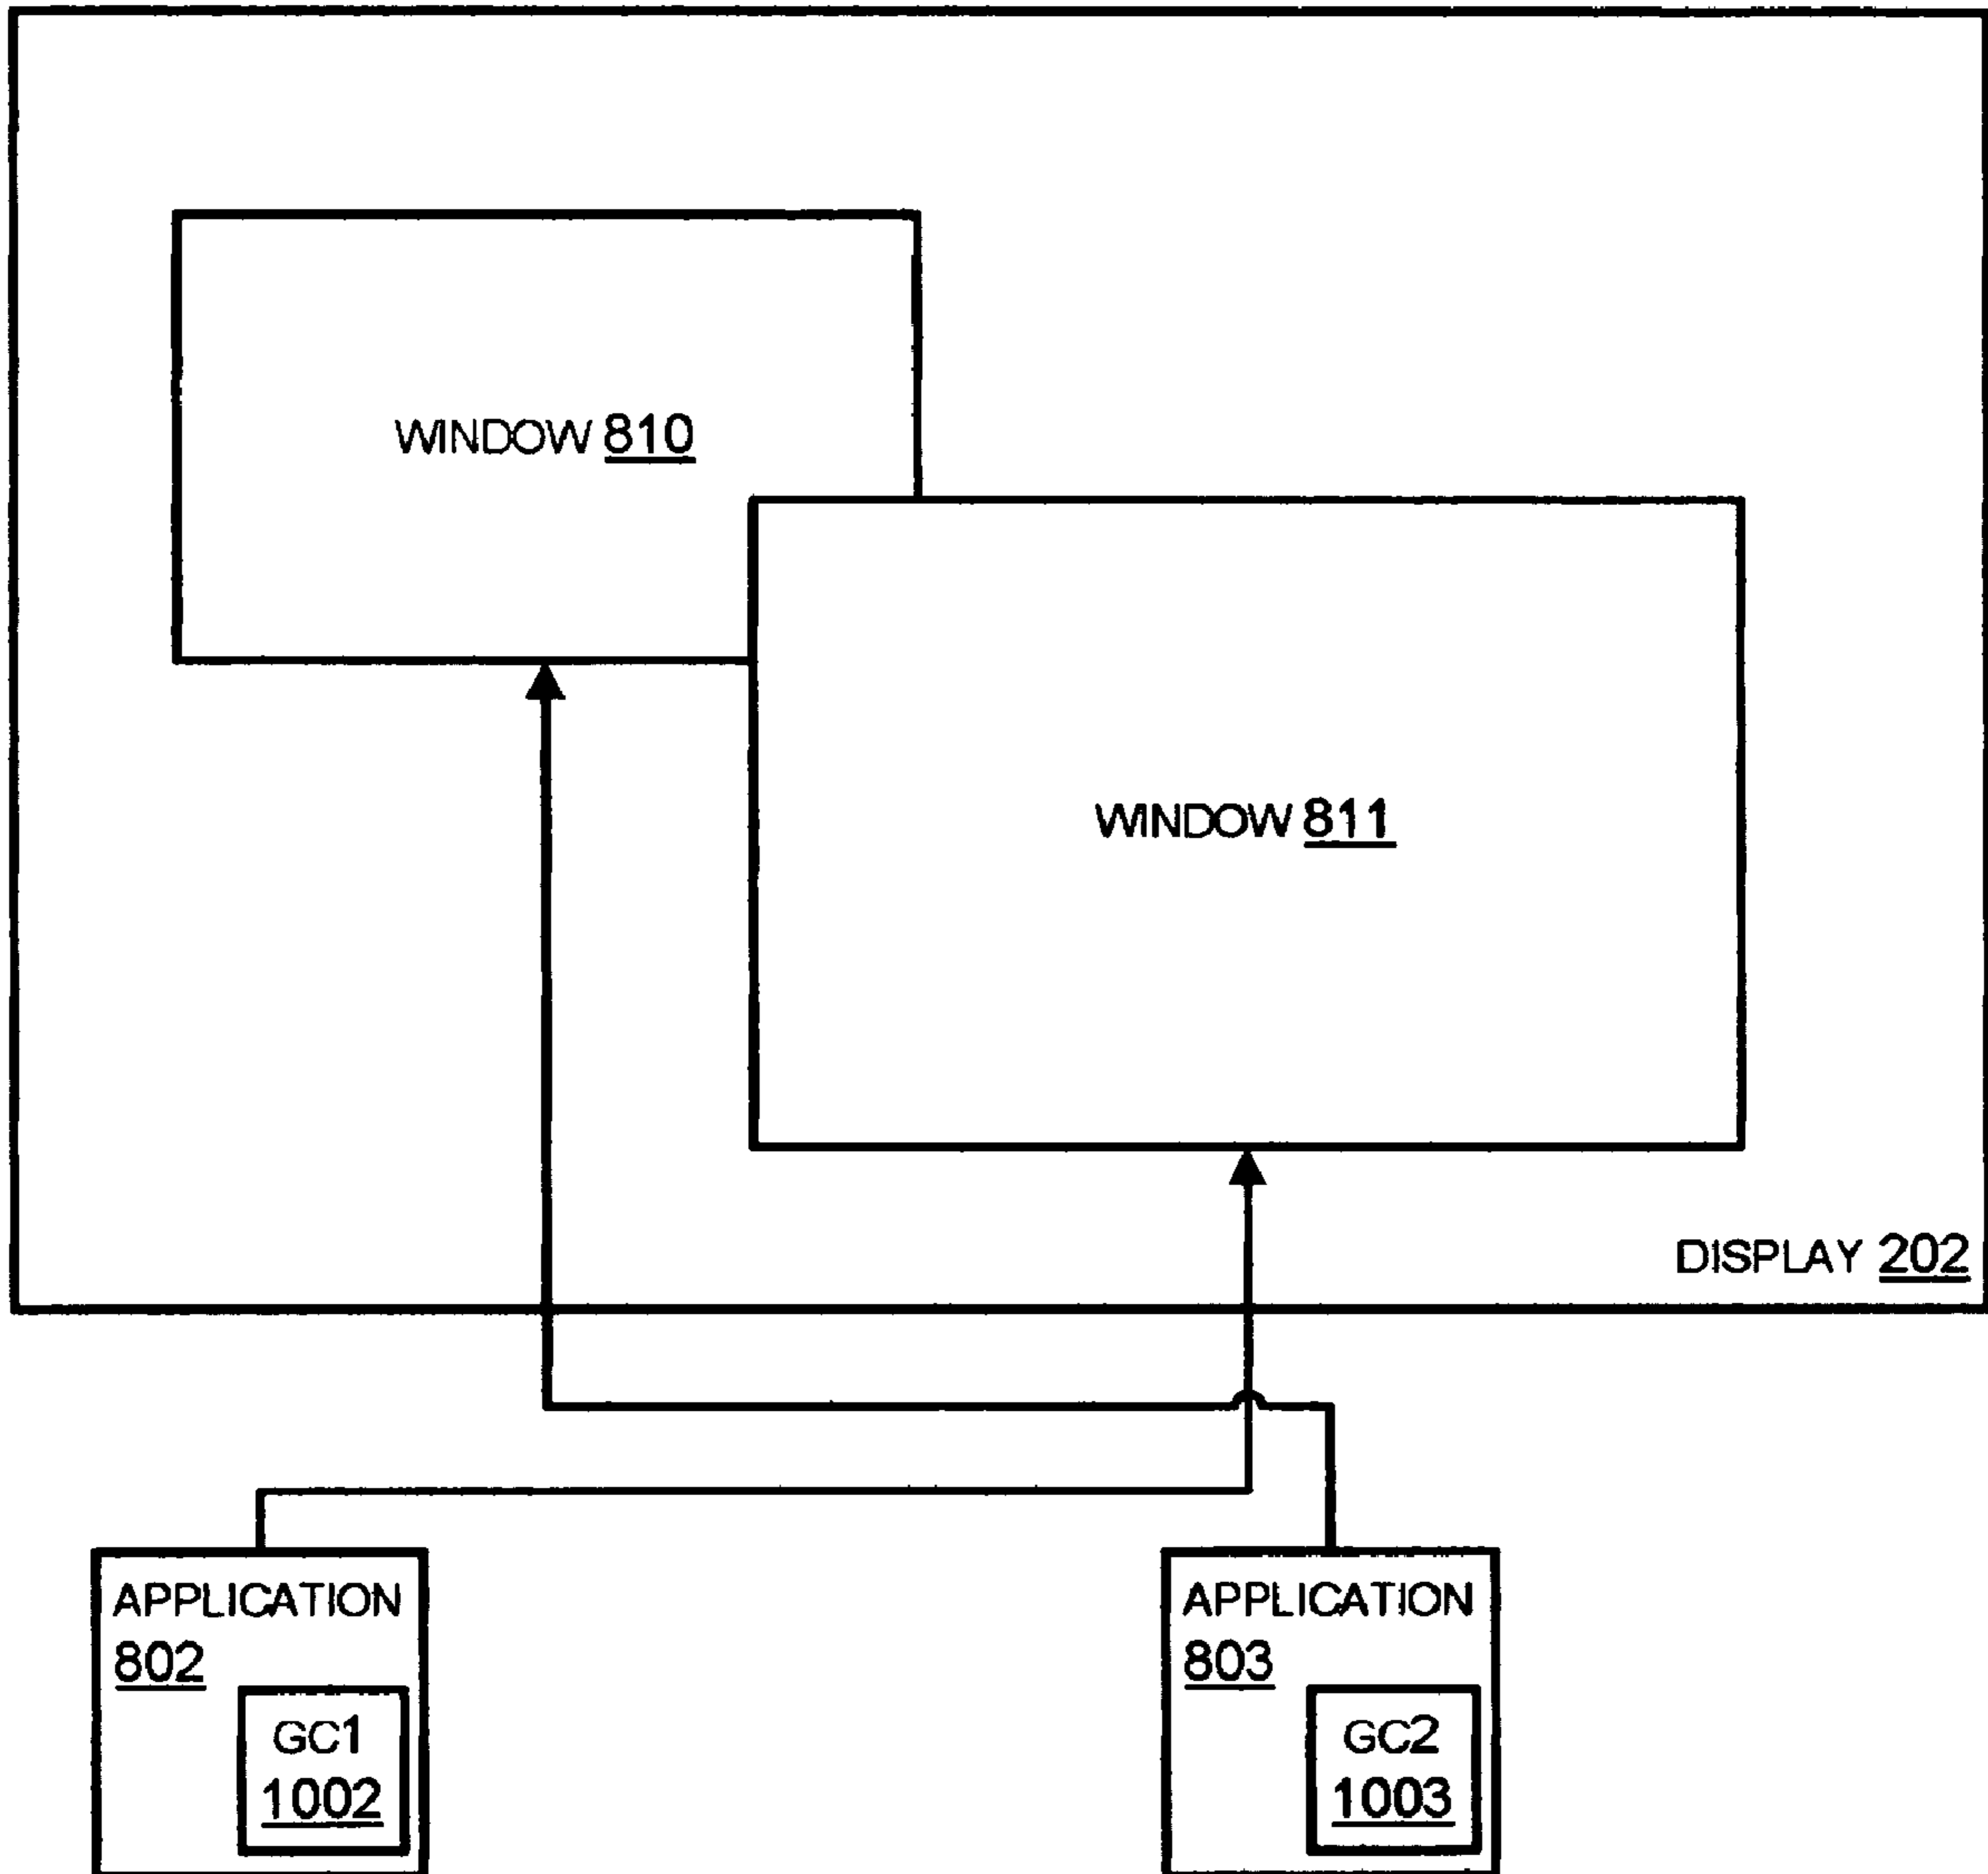 WINDOW 810
WINDOW 811
DISPLAY 202
APPLICATION
802
GC1
1002
APPLICATION
803
GC2
1003